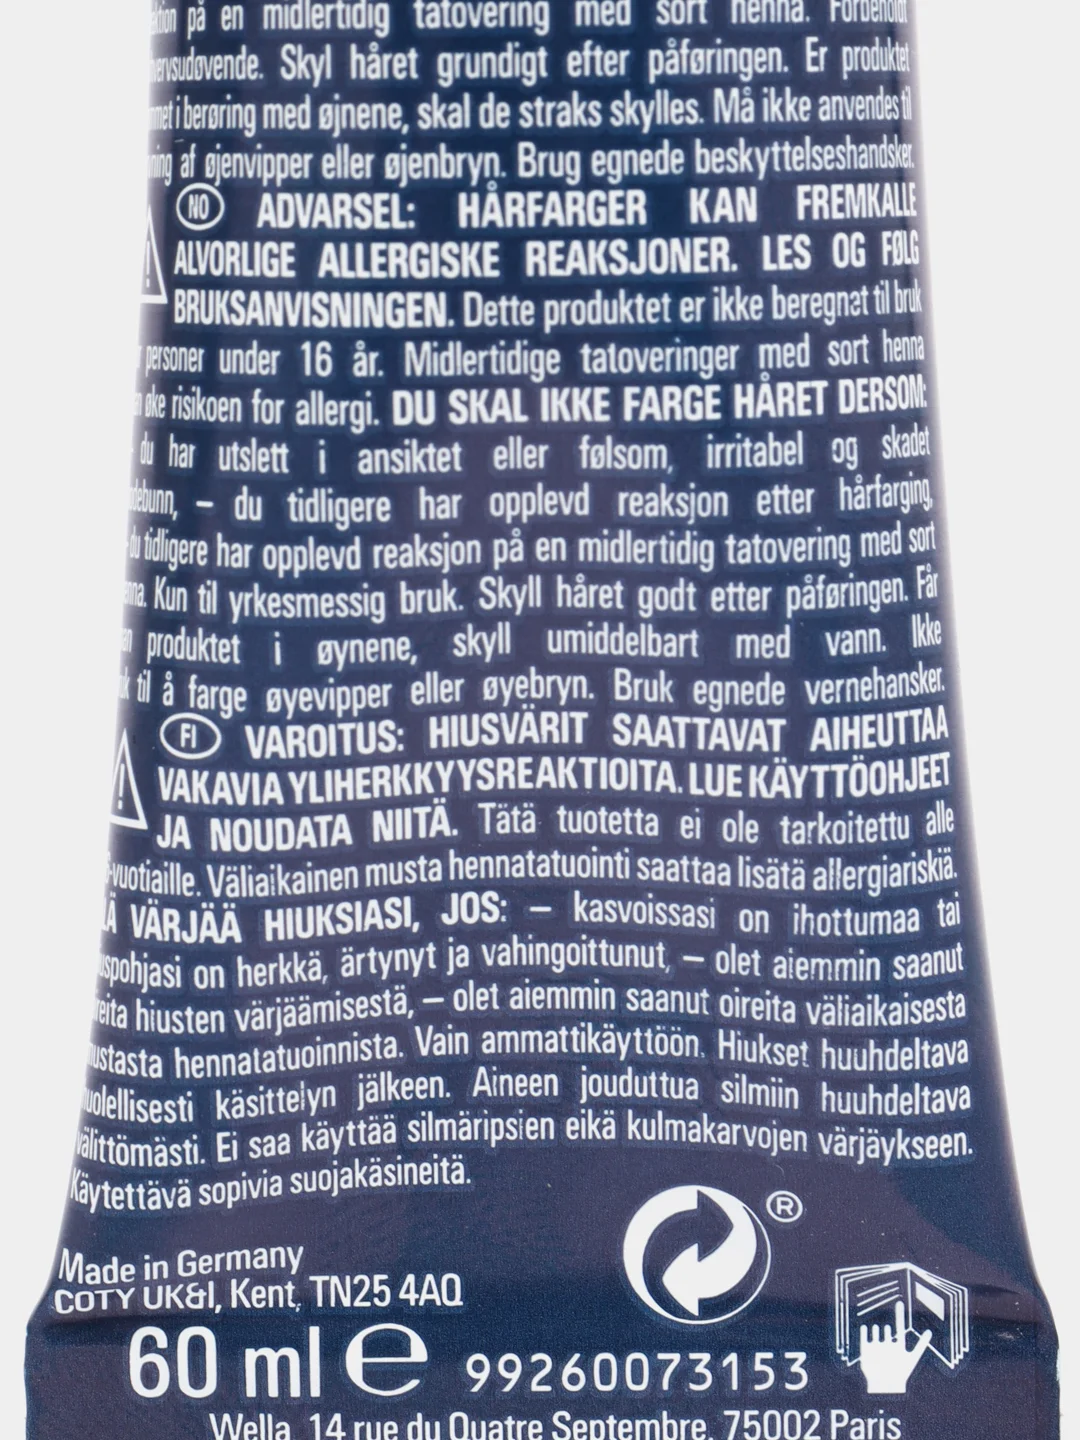 på en midlertidig tatovering med sort henna. Forbeholdt
Skyl håret grundigt efter påføringen. Er produktet
i berøring med øjnene, skal de straks skylles. Må ikke anvendes til
af øjenvipper eller øjenbryn. Brug egnede beskyttelseshandsker.
NO ADVARSEL: HÅRFARGER KAN FREMKALLE
ALVORLIGE ALLERGISKE REAKSJONER. LES OG FØLG
BRUKSANVISNINGEN. Dette produktet er ikke beregnet til bruk
personer under 16 år. Midlertidige tatoveringer med sort henna
øke risikoen for allergi. DU SKAL IKKE FARGE HÅRET DERSOM:
- du har utslett i ansiktet eller følsom, irritabel og skadet
– du tidligere har opplevd reaksjon etter hårfarging,
- du tidligere har opplevd reaksjon på en midlertidig tatovering med sort
Kun til yrkesmessig bruk. Skyll håret godt etter påføringen. Får
produktet i øynene, skyll umiddelbart med vann. Ikke
til å farge øyevipper eller øyebryn. Bruk egnede vernehansker.
FI VAROITUS: HIUSVÄRIT SAATTAVAT AIHEUTTAA
VAKAVIA YLIHERKKYYSREAKTIOITA. LUE KÄYTTÖOHJEET
JA NOUDATA NIITÄ. Tätä tuotetta ei ole tarkoitettu alle
Väliaikainen musta hennatatuointi saattaa lisätä allergiariskiä.
VÄRJÄÄ HIUKSIASI, JOS: – kasvoissasi on ihottumaa tai
on herkkä, ärtynyt ja vahingoittunut, – olet aiemmin saanut
hiusten värjäämisestä, – olet aiemmin saanut oireita väliaikaisesta
hennatatuoinnista. Vain ammattikäyttöön. Hiukset huuhdeltava
käsittelyn jälkeen. Aineen jouduttua silmiin huuhdeltava
välittömästi. Ei saa käyttää silmäripsien eikä kulmakarvojen värjäykseen.
Käytettävä sopivia suojakäsineitä.
®
Made in Germany
COTY UK&I, Kent, TN25 4AQ
60 ml e 99260073153
Wella, 14 rue du Quatre Septembre, 75002 Paris